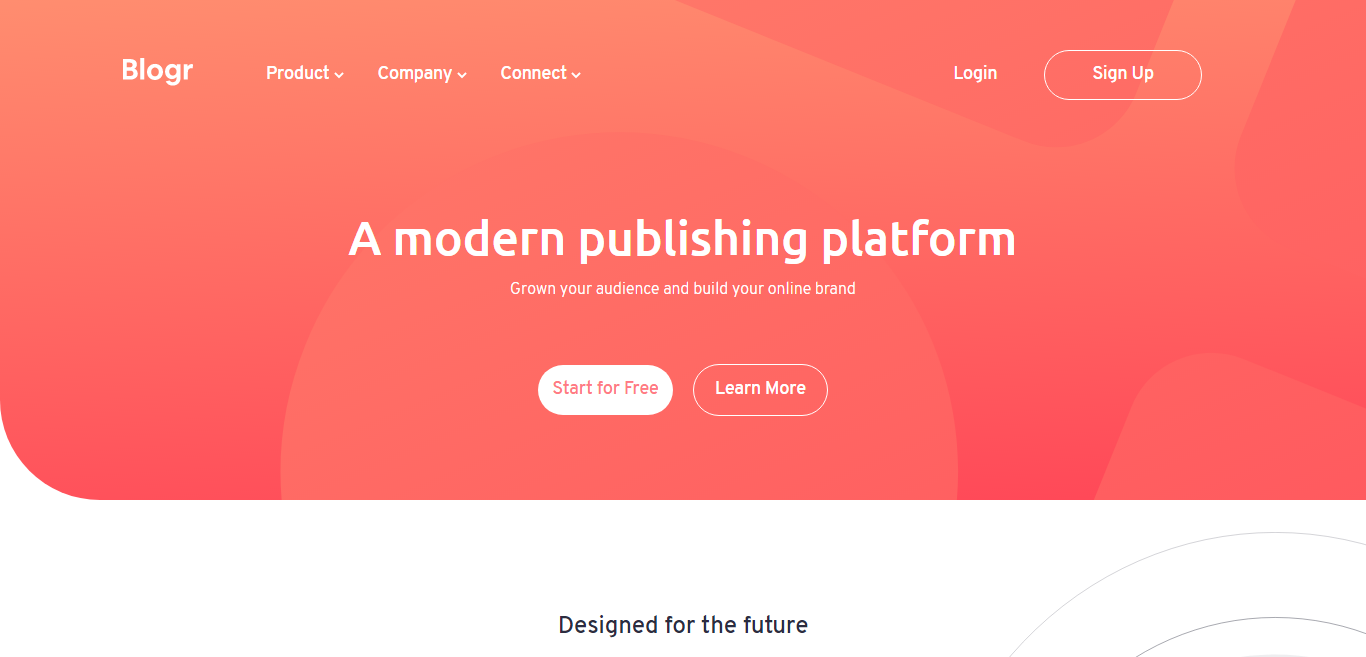 Blogr Product Company Connect Login Sign Up
A modern publishing platform
Grown your audience and build your online brand
Start for Free Learn More
Designed for the future